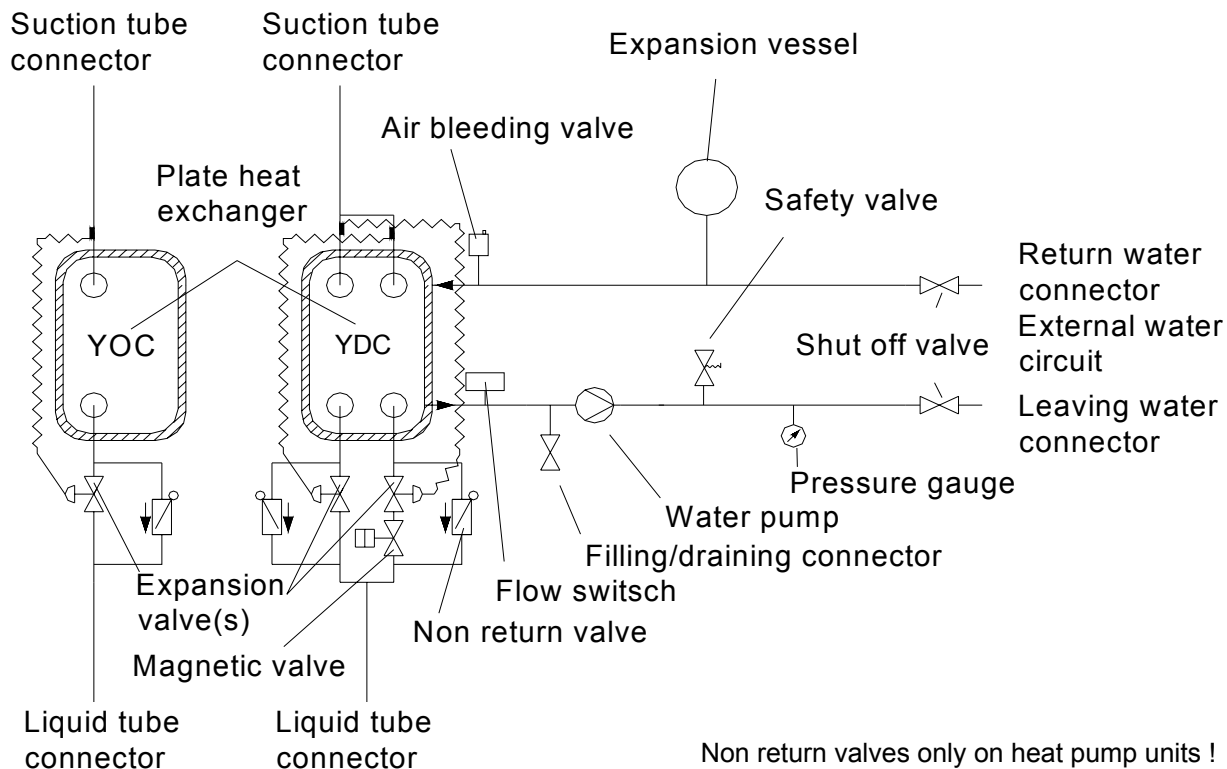 Suction tube
connector
Suction tube
connector
Expansion vessel
Air bleeding valve
Plate heat
exchanger
Safety valve
Return water
connector
External water
circuit
Shut off valve
Leaving water
connector
YOC
YDC
Pressure gauge
Water pump
Filling/draining connector
Flow switsch
Non return valve
Expansion
valve(s)
Magnetic valve
Liquid tube
connector
Liquid tube
connector
Non return valves only on heat pump units !